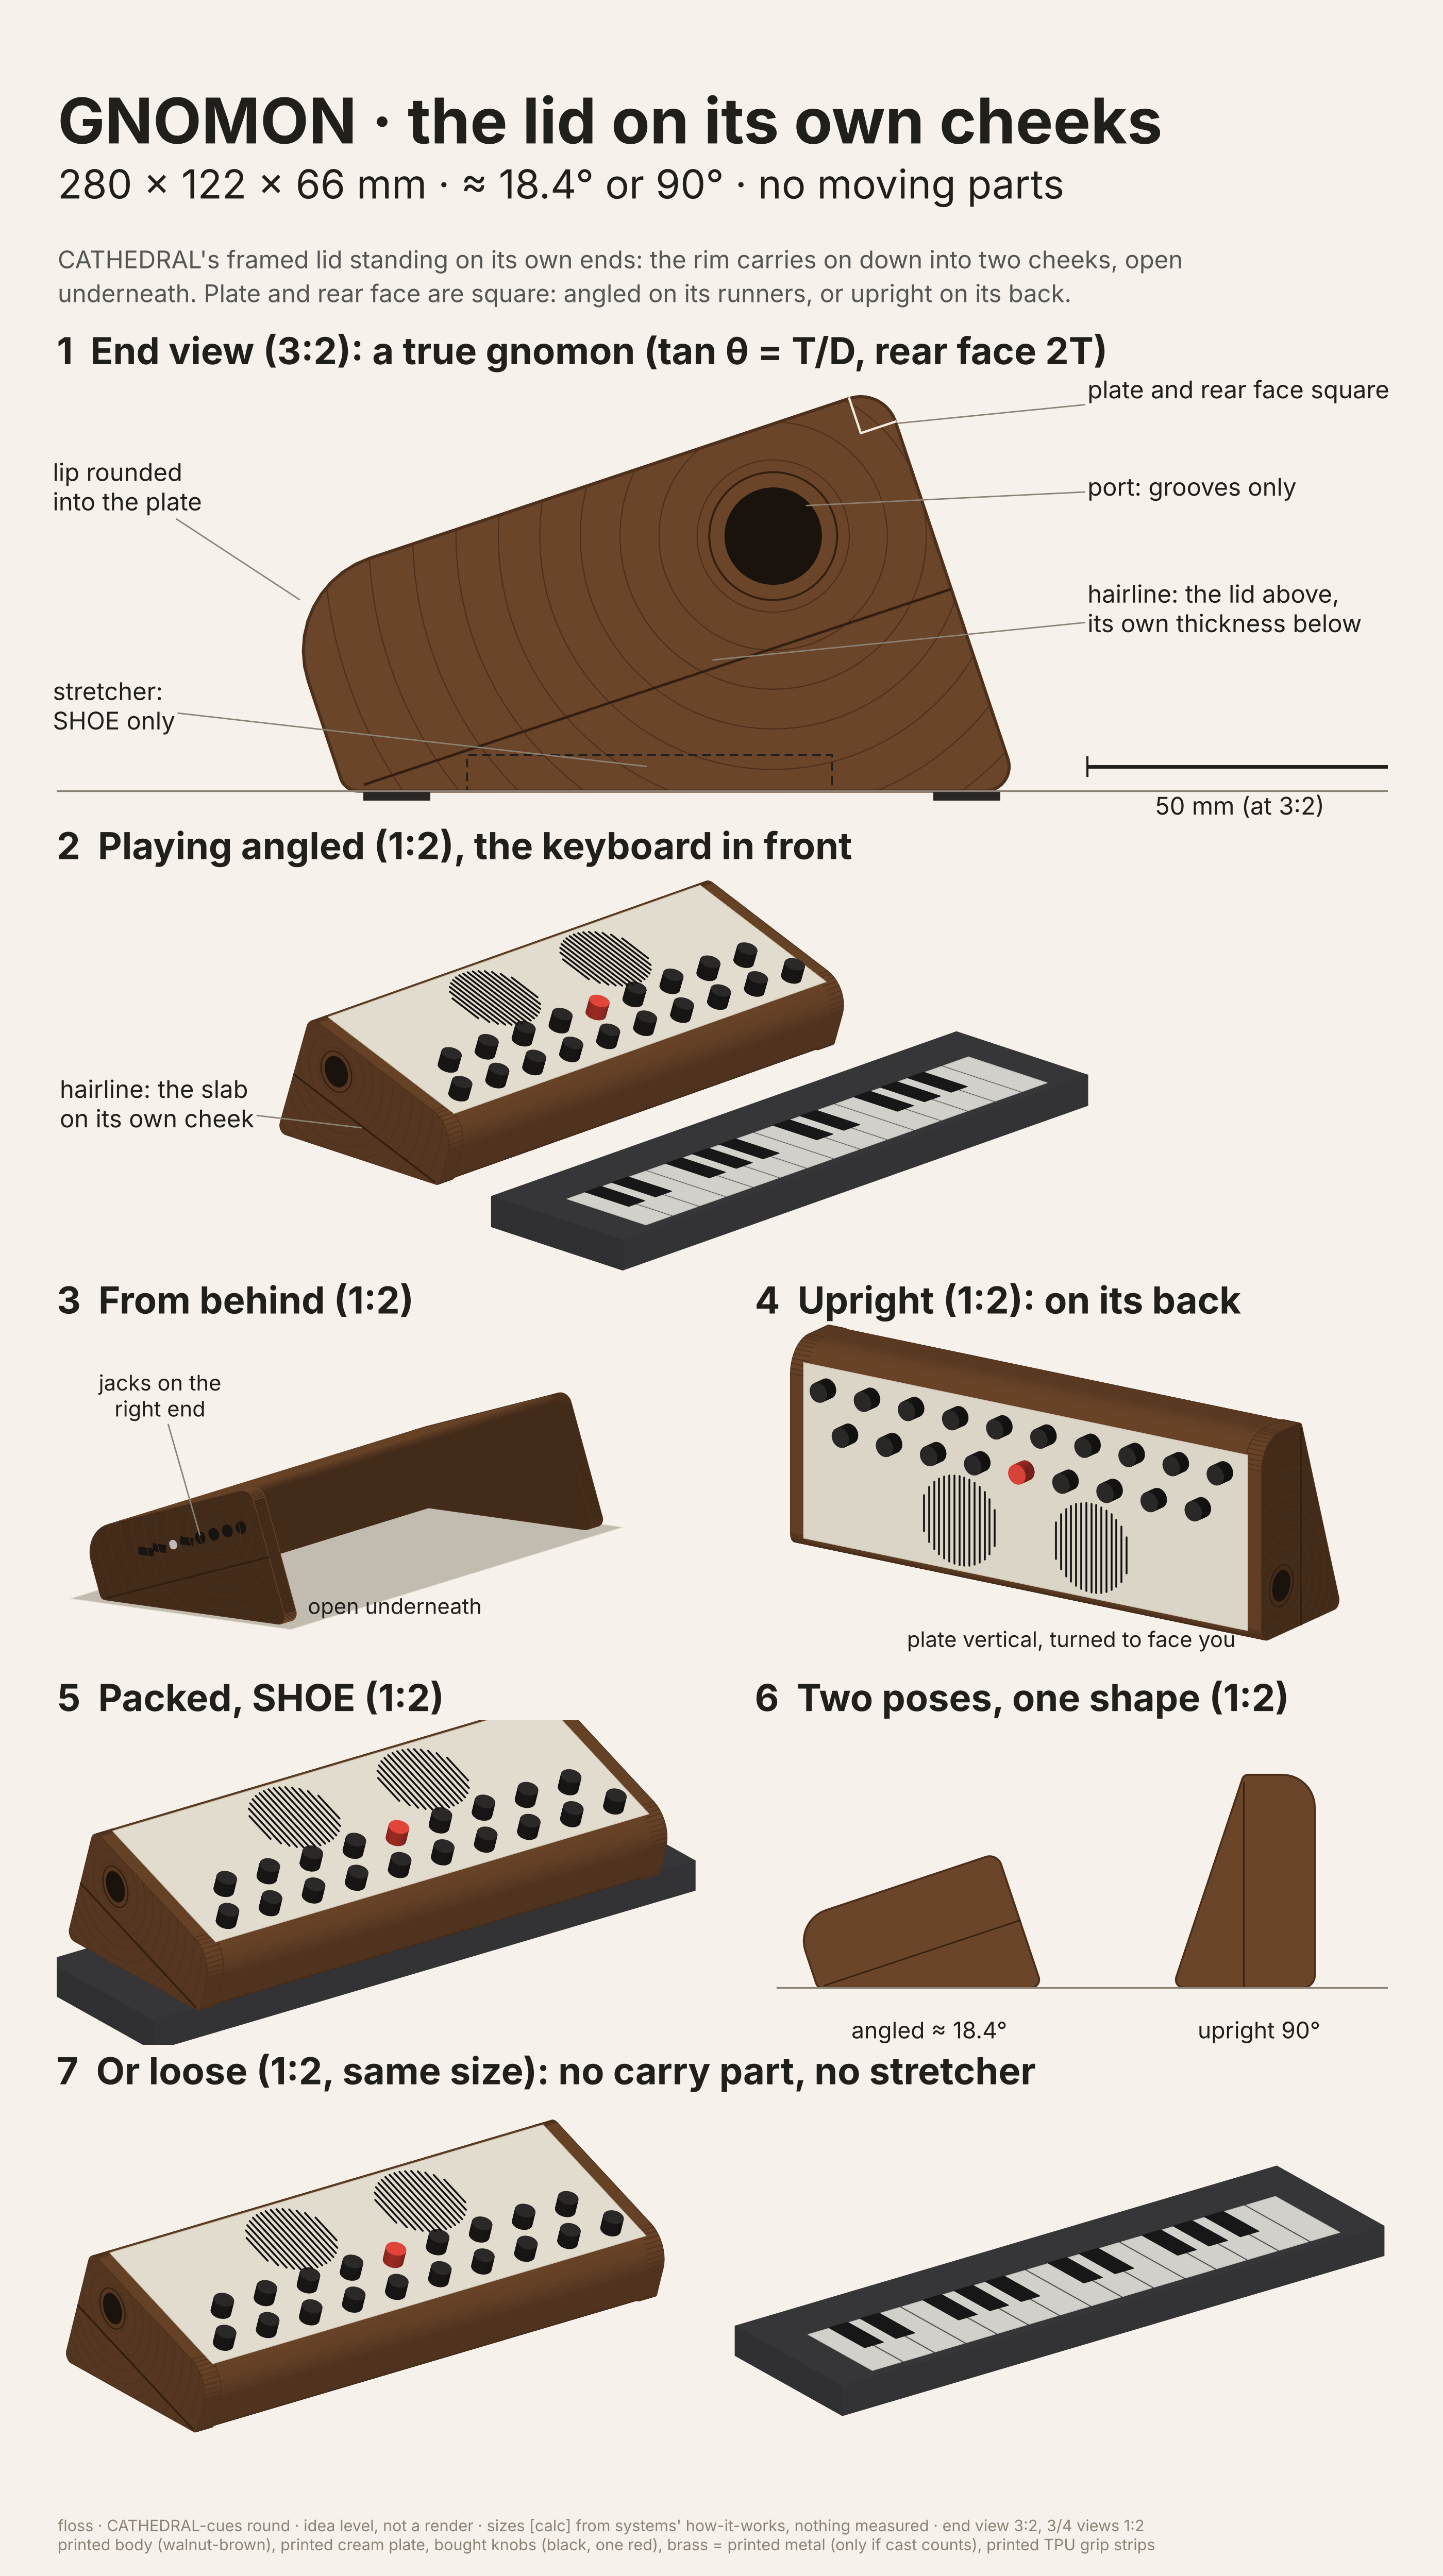 GNOMON · the lid on its own cheeks
280 × 122 × 66 mm · ≈ 18.4° or 90° · no moving parts
CATHEDRAL's framed lid standing on its own ends: the rim carries on down into two cheeks, open
underneath. Plate and rear face are square: angled on its runners, or upright on its back.
1 End view (3:2): a true gnomon (tan θ = T/D, rear face 2T)
plate and rear face square
lip rounded
into the plate
port: grooves only
hairline: the lid above,
its own thickness below
stretcher:
SHOE only
50 mm (at 3:2)
2 Playing angled (1:2), the keyboard in front
hairline: the slab
on its own cheek
3 From behind (1:2)
jacks on the
right end
open underneath
4 Upright (1:2): on its back
plate vertical, turned to face you
5 Packed, SHOE (1:2)
6 Two poses, one shape (1:2)
angled ≈ 18.4°
upright 90°
7 Or loose (1:2, same size): no carry part, no stretcher
floss · CATHEDRAL-cues round · idea level, not a render · sizes [calc] from systems' how-it-works, nothing measured · end view 3:2, 3/4 views 1:2
printed body (walnut-brown), printed cream plate, bought knobs (black, one red), brass = printed metal (only if cast counts), printed TPU grip strips